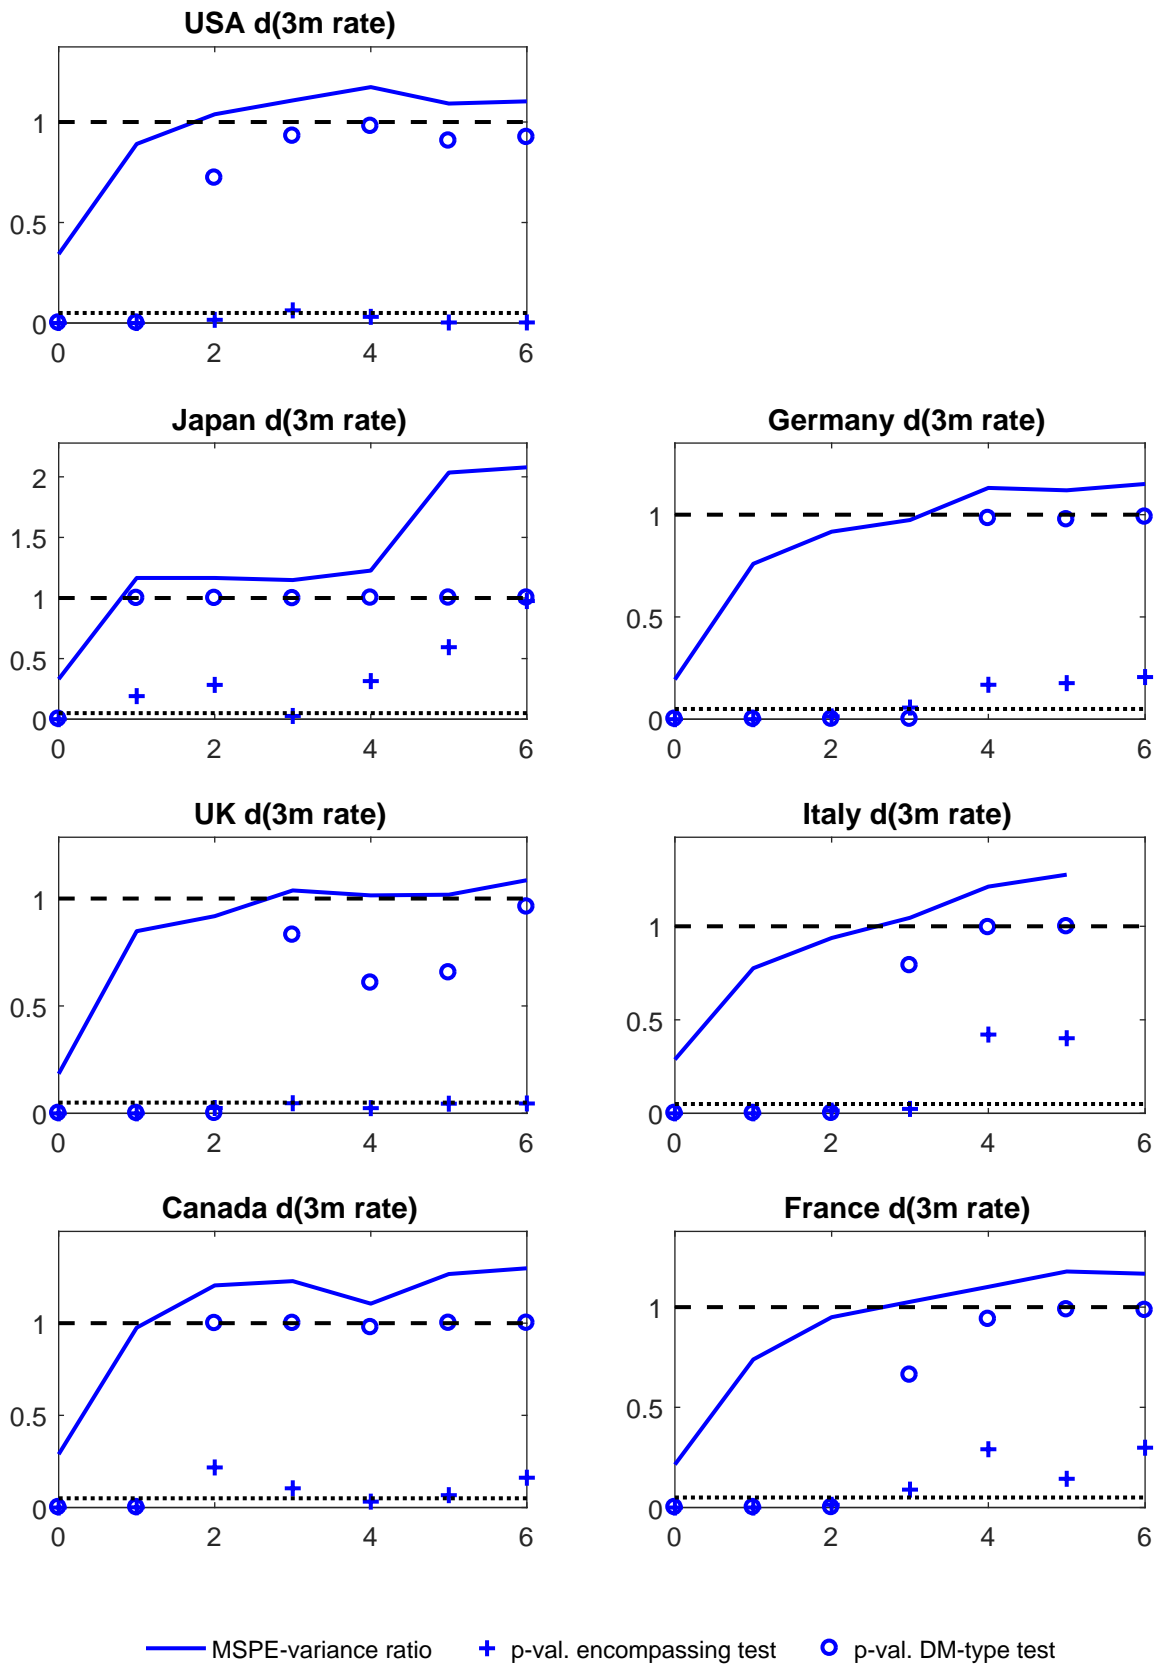 USA d(3m rate)
1
0.5
0
0 2 4 6
Japan d(3m rate)
2
1.5
1
0.5
0
0 2 4 6
Germany d(3m rate)
1
0.5
0
0 2 4 6
UK d(3m rate)
1
0.5
0
0 2 4 6
Italy d(3m rate)
1
0.5
0
0 2 4 6
Canada d(3m rate)
1
0.5
0
0 2 4 6
France d(3m rate)
1
0.5
0
0 2 4 6
MSPE-variance ratio p-val. encompassing test p-val. DM-type test